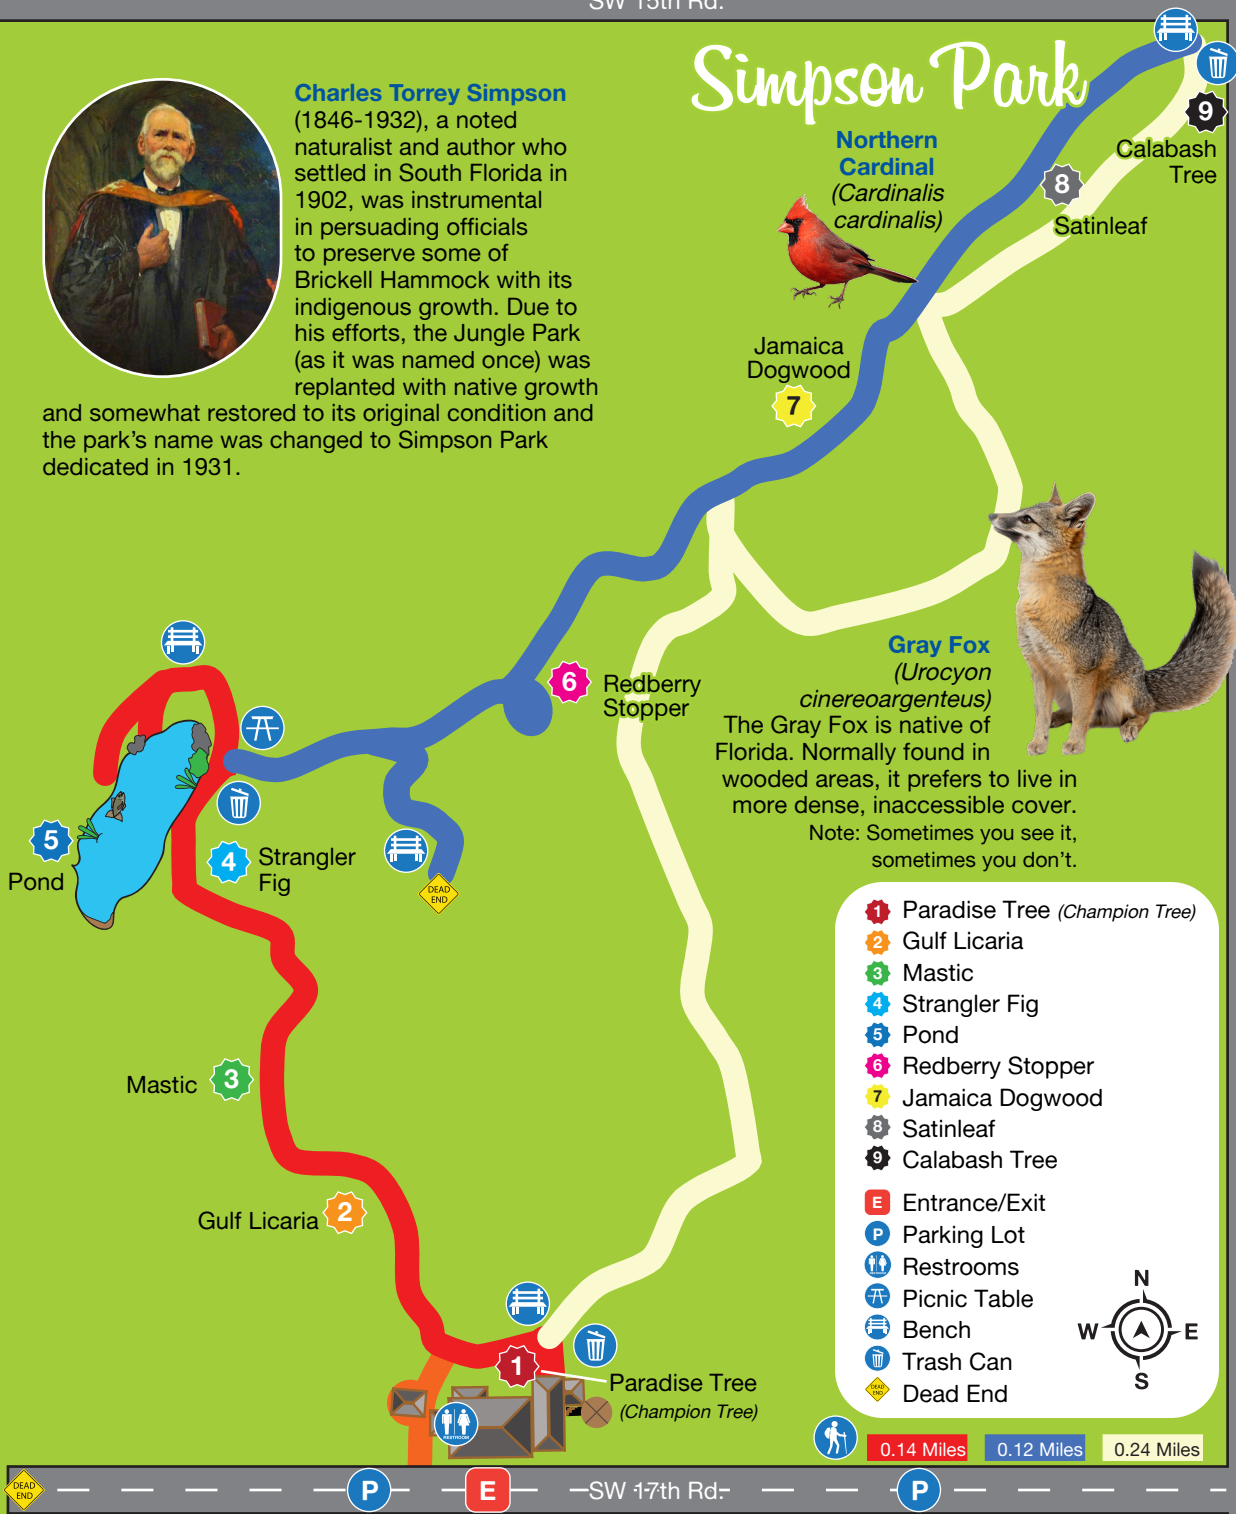 SW 15th Rd.
Simpson Park
Charles Torrey Simpson
(1846-1932), a noted
naturalist and author who
settled in South Florida in
1902, was instrumental
in persuading officials
to preserve some of
Brickell Hammock with its
indigenous growth. Due to
his efforts, the Jungle Park
(as it was named once) was
replanted with native growth
and somewhat restored to its original condition and
the park's name was changed to Simpson Park
dedicated in 1931.
Northern
Cardinal
(Cardinalis
cardinalis)
9
Calabash
Tree
8
Satinleaf
Jamaica
Dogwood
7
6
Redberry
Stopper
Gray Fox
(Urocyon
cinereoargenteus)
The Gray Fox is native of
Florida. Normally found in
wooded areas, it prefers to live in
more dense, inaccessible cover.
Note: Sometimes you see it,
sometimes you don't.
5
Pond
4
Strangler
Fig
DEAD
END
Mastic
3
Gulf Licaria
2
1
Paradise Tree
(Champion Tree)
RESTROOM
1 Paradise Tree (Champion Tree)
2 Gulf Licaria
3 Mastic
4 Strangler Fig
5 Pond
6 Redberry Stopper
7 Jamaica Dogwood
8 Satinleaf
9 Calabash Tree
E Entrance/Exit
P Parking Lot
Restrooms
Picnic Table
Bench
Trash Can
DEAD END Dead End
N
W E
S
0.14 Miles 0.12 Miles 0.24 Miles
DEAD
END
P
E
SW 17th Rd.
P